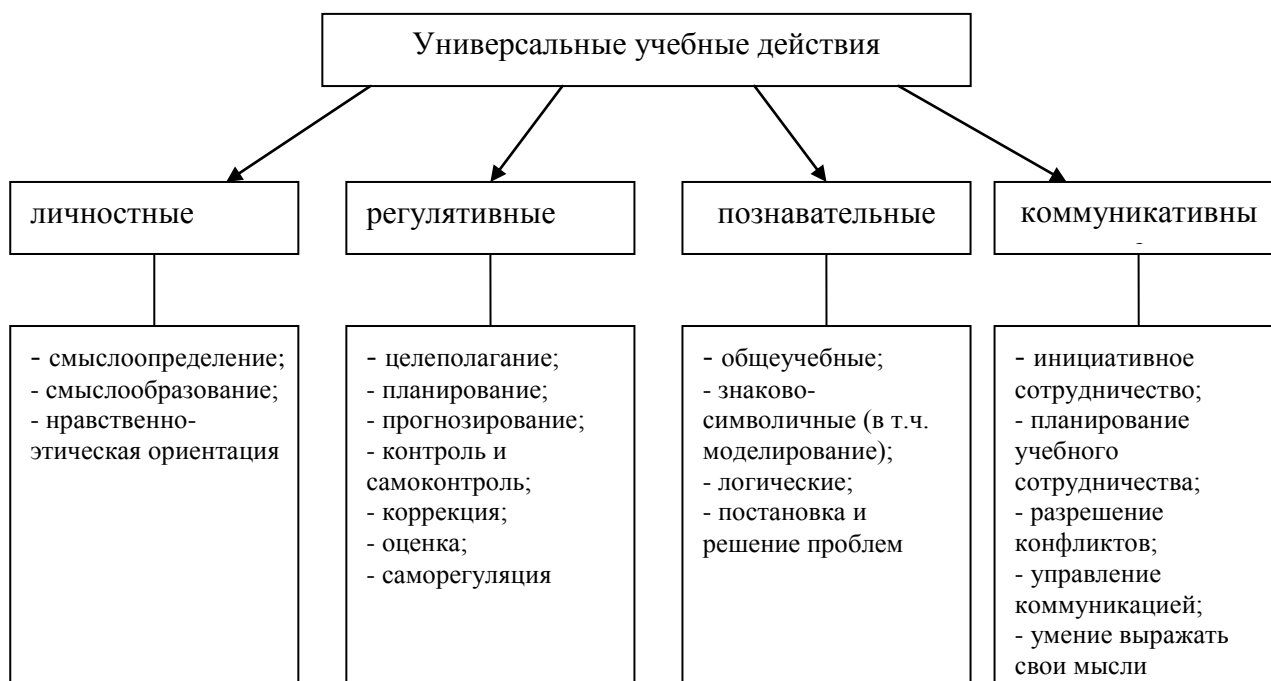 Универсальные учебные действия
личностные
регулятивные
познавательные
коммуникативны
- смыслоопределение;
- смыслообразование;
- нравственно-
этическая ориентация
- целеполагание;
- планирование;
- прогнозирование;
- контроль и
самоконтроль;
- коррекция;
- оценка;
- саморегуляция
- общеучебные;
- знаково-
символичные (в т.ч.
моделирование);
- логические;
- постановка и
решение проблем
- инициативное
сотрудничество;
- планирование
учебного
сотрудничества;
- разрешение
конфликтов;
- управление
коммуникацией;
- умение выражать
свои мысли